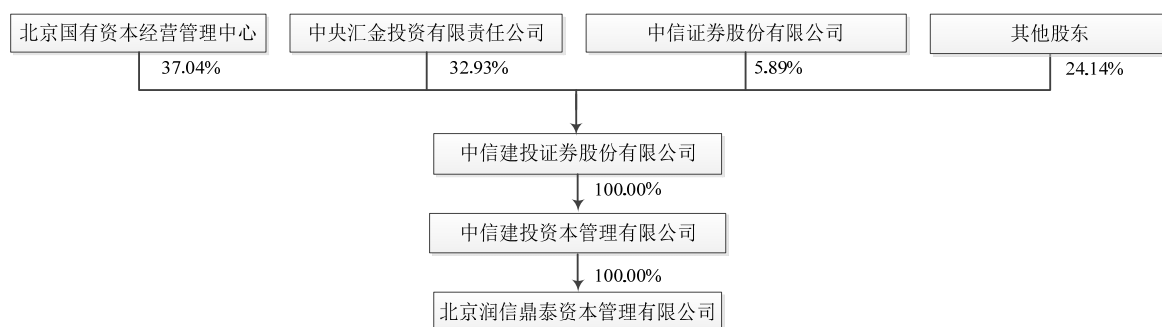 北京国有资本经营管理中心 中央汇金投资有限责任公司 中信证券股份有限公司 其他股东
37.04% 32.93% 5.89% 24.14%
中信建投证券股份有限公司
100.00%
中信建投资本管理有限公司
100.00%
北京润信鼎泰资本管理有限公司